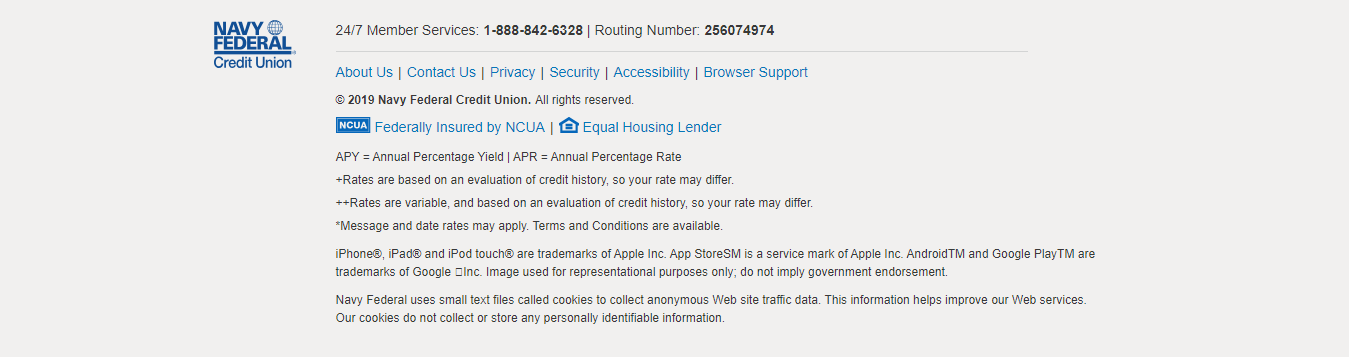 NAVY
FEDERAL
Credit Union
24/7 Member Services: 1-888-842-6328 | Routing Number: 256074974
About Us | Contact Us | Privacy | Security | Accessibility | Browser Support
© 2019 Navy Federal Credit Union. All rights reserved.
NCUA Federally Insured by NCUA | Equal Housing Lender
APY = Annual Percentage Yield | APR = Annual Percentage Rate
+Rates are based on an evaluation of credit history, so your rate may differ.
++Rates are variable, and based on an evaluation of credit history, so your rate may differ.
*Message and date rates may apply. Terms and Conditions are available.
iPhone®, iPad® and iPod touch® are trademarks of Apple Inc. App StoreSM is a service mark of Apple Inc. AndroidTM and Google PlayTM are
trademarks of Google Inc. Image used for representational purposes only; do not imply government endorsement.
Navy Federal uses small text files called cookies to collect anonymous Web site traffic data. This information helps improve our Web services.
Our cookies do not collect or store any personally identifiable information.